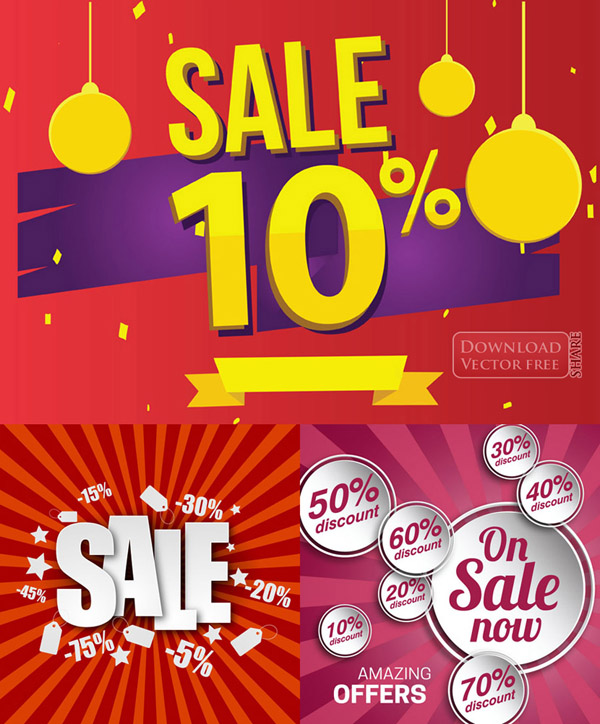 SALE
10%
DOWNLOAD
VECTOR FREE
SHARE
-15%
-30%
SALE
-45%
-20%
-75%
-5%
30%
discount
40%
discount
50%
discount
60%
discount
On
Sale
now
20%
discount
10%
discount
AMAZING
OFFERS
70%
discount